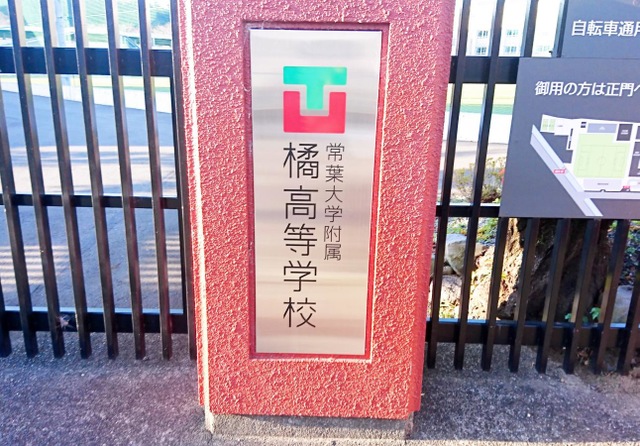 常葉大学附属
橘高等学校
自転車通用
御用の方は正門へ